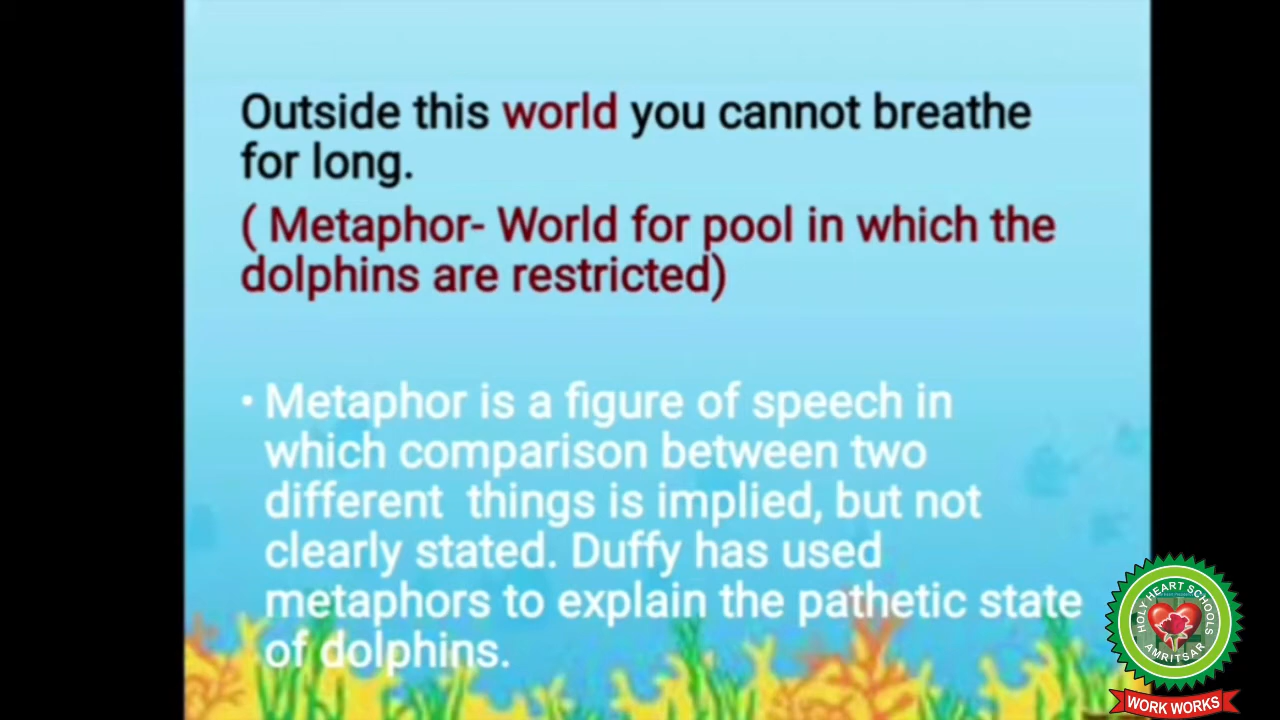 Outside this world you cannot breathe
for long.
( Metaphor- World for pool in which the
dolphins are restricted)
• Metaphor is a figure of speech in
which comparison between two
different things is implied, but not
clearly stated. Duffy has used
metaphors to explain the pathetic state
of dolphins.
HOLY HEART SCHOOLS
AMRITSAR
WORK WORKS